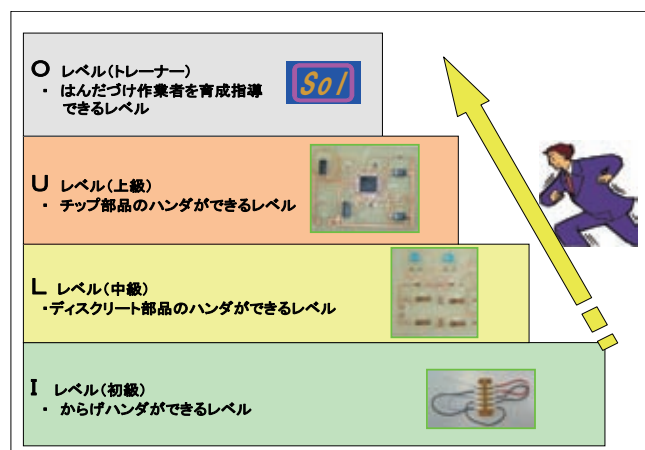 O レベル(トレーナー)
・ はんだづけ作業者を育成指導
できるレベル
Sol
U レベル(上級)
・ チップ部品のハンダができるレベル
L レベル(中級)
・ディスクリート部品のハンダができるレベル
I レベル(初級)
・ からげハンダができるレベル